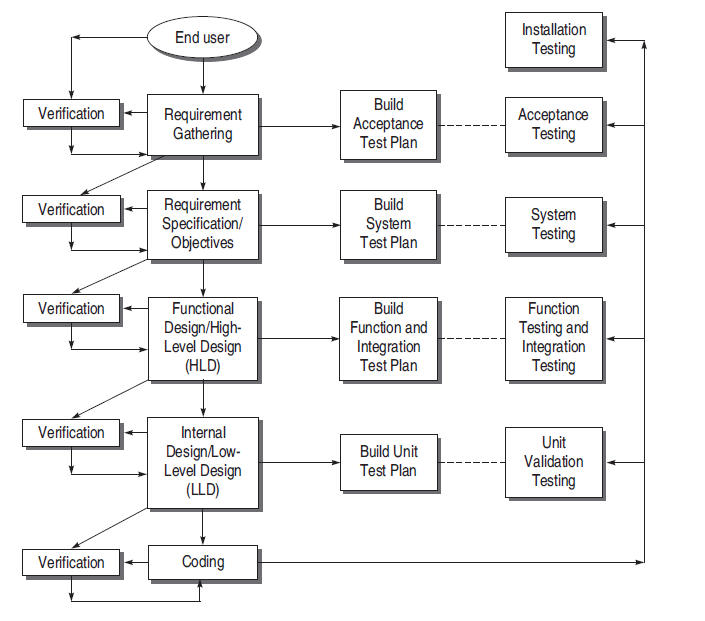 End user
Installation
Testing
Verification
Requirement
Gathering
Build
Acceptance
Test Plan
Acceptance
Testing
Verification
Requirement
Specification/
Objectives
Build
System
Test Plan
System
Testing
Verification
Functional
Design/High-
Level Design
(HLD)
Build
Function and
Integration
Test Plan
Function
Testing and
Integration
Testing
Verification
Internal
Design/Low-
Level Design
(LLD)
Build Unit
Test Plan
Unit
Validation
Testing
Verification
Coding